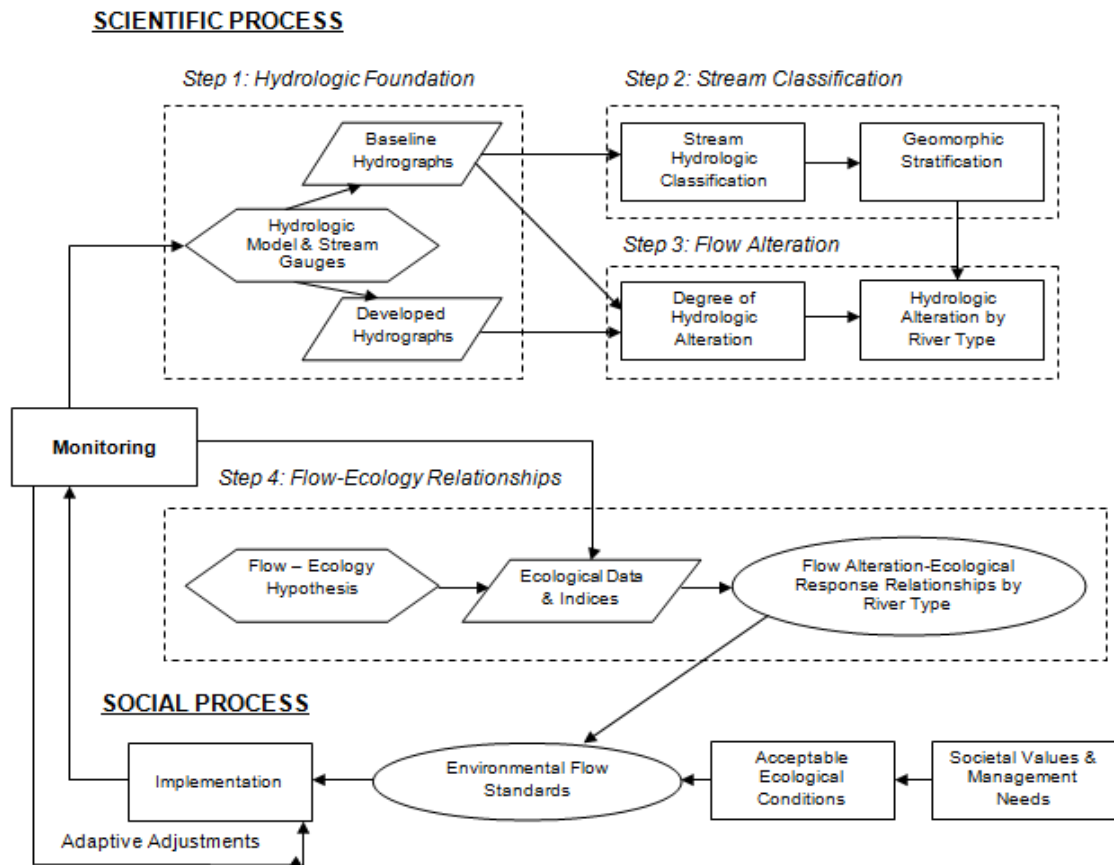 SCIENTIFIC PROCESS
Step 1: Hydrologic Foundation
Step 2: Stream Classification
Baseline
Hydrographs
Stream
Hydrologic
Classification
Geomorphic
Stratification
Hydrologic
Model & Stream
Gauges
Step 3: Flow Alteration
Developed
Hydrographs
Degree of
Hydrologic
Alteration
Hydrologic
Alteration by
River Type
Monitoring
Step 4: Flow-Ecology Relationships
Flow – Ecology
Hypothesis
Ecological Data
& Indices
Flow Alteration-Ecological
Response Relationships by
River Type
SOCIAL PROCESS
Implementation
Environmental Flow
Standards
Acceptable
Ecological
Conditions
Societal Values &
Management
Needs
Adaptive Adjustments